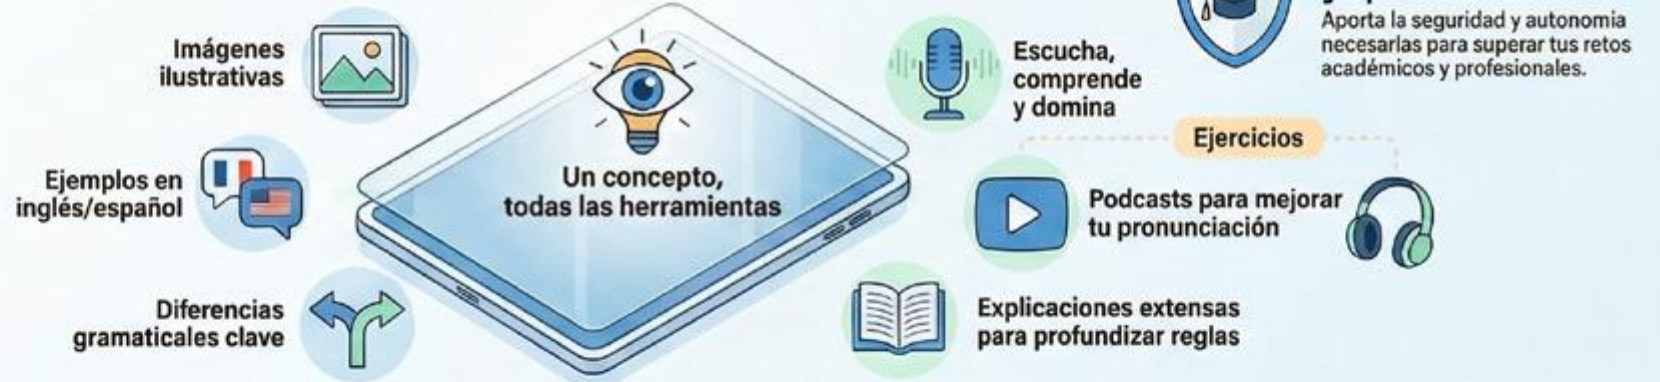 Imágenes
ilustrativas
Ejemplos en
inglés/español
Diferencias
gramaticales clave
Un concepto,
todas las herramientas
Escucha,
comprende
y domina
Aporta la seguridad y autonomia
necesarlas para superar tus retos
académicos y profesionales.
Ejercicios
Podcasts para mejorar
tu pronunciación
Explicaciones extensas
para profundizar reglas